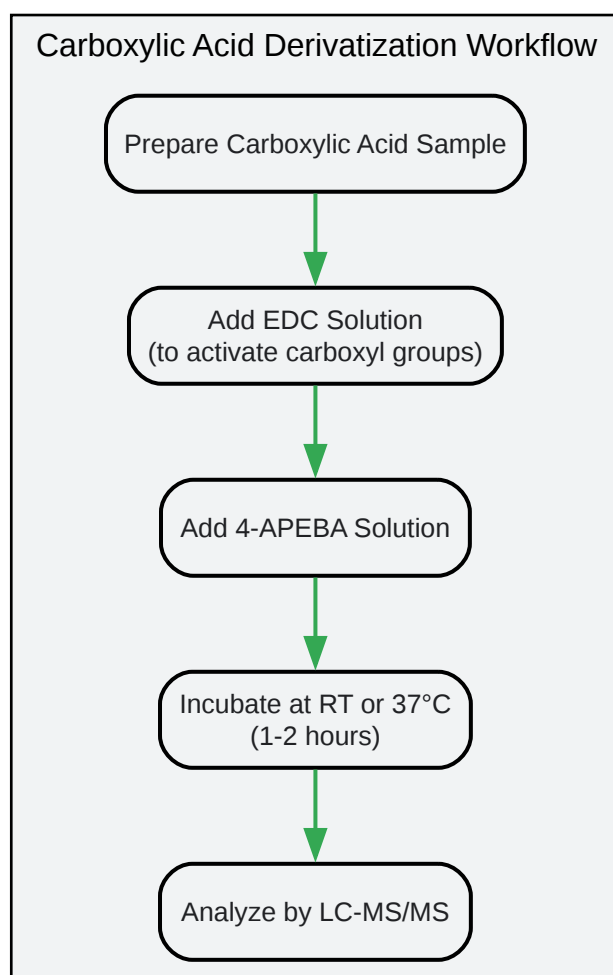 Carboxylic Acid Derivatization Workflow
Prepare Carboxylic Acid Sample
Add EDC Solution
(to activate carboxyl groups)
Add 4-APEBA Solution
Incubate at RT or 37°C
(1-2 hours)
Analyze by LC-MS/MS